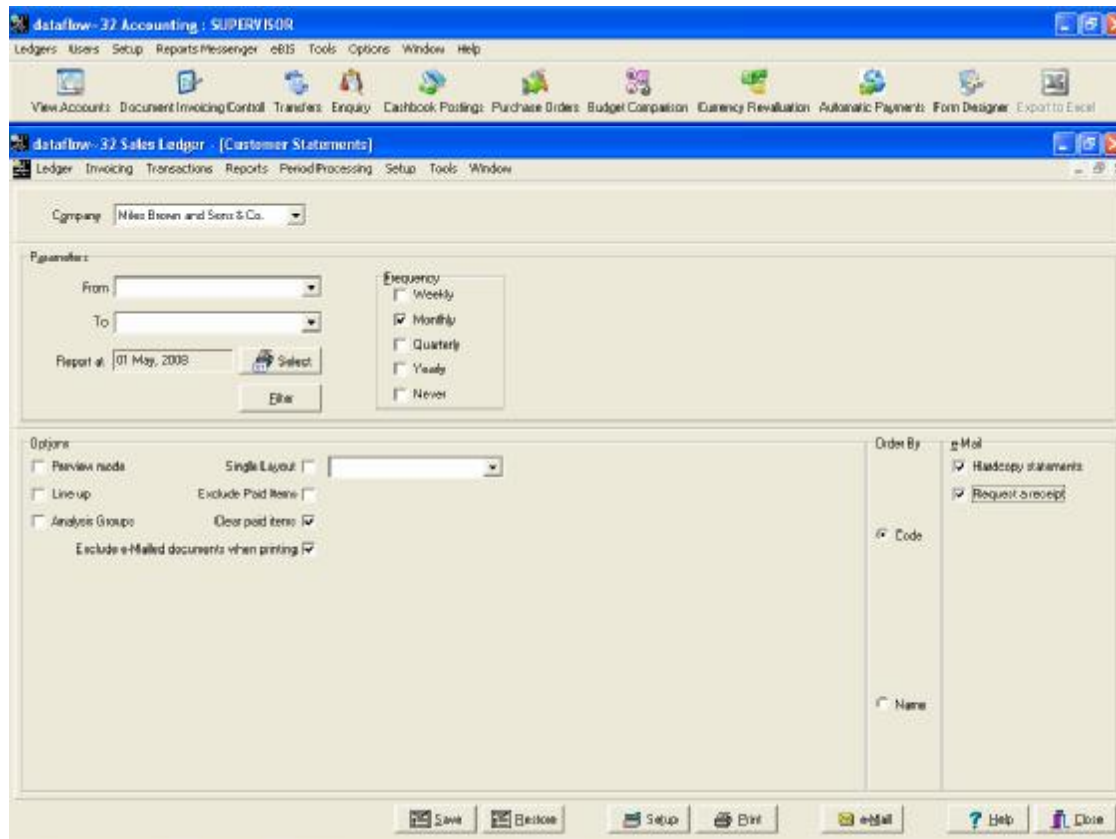 dataflow-32 Accounting : SUPERVISOR
Ledgers Users Setup Reports Messenger eBIS Tools Options Window Help
View Accounts Document Invoicing Controll Transfers Enquiry Cashbook Postings Purchase Orders Budget Comparison Currency Revaluation Automatic Payments Form Designer Export to Excel
dataflow-32 Sales Ledger - [Customer Statements]
Ledger Invoicing Transactions Reports Period Processing Setup Tools Window
Company Miles Brown and Sons & Co.
Parameters
From
To
Report at 01 May, 2008 Select
Filter
Frequency
Weekly
Monthly
Quarterly
Yearly
Never
Options
Preview mode Single Layout
Line up Exclude Paid Items
Analysis Groups Clear paid items
Exclude e-Mailed documents when printing
Order By
Code
Name
e-Mail
Hardcopy statements
Request a receipt
Save Restore Setup Print e-Mail Help Close